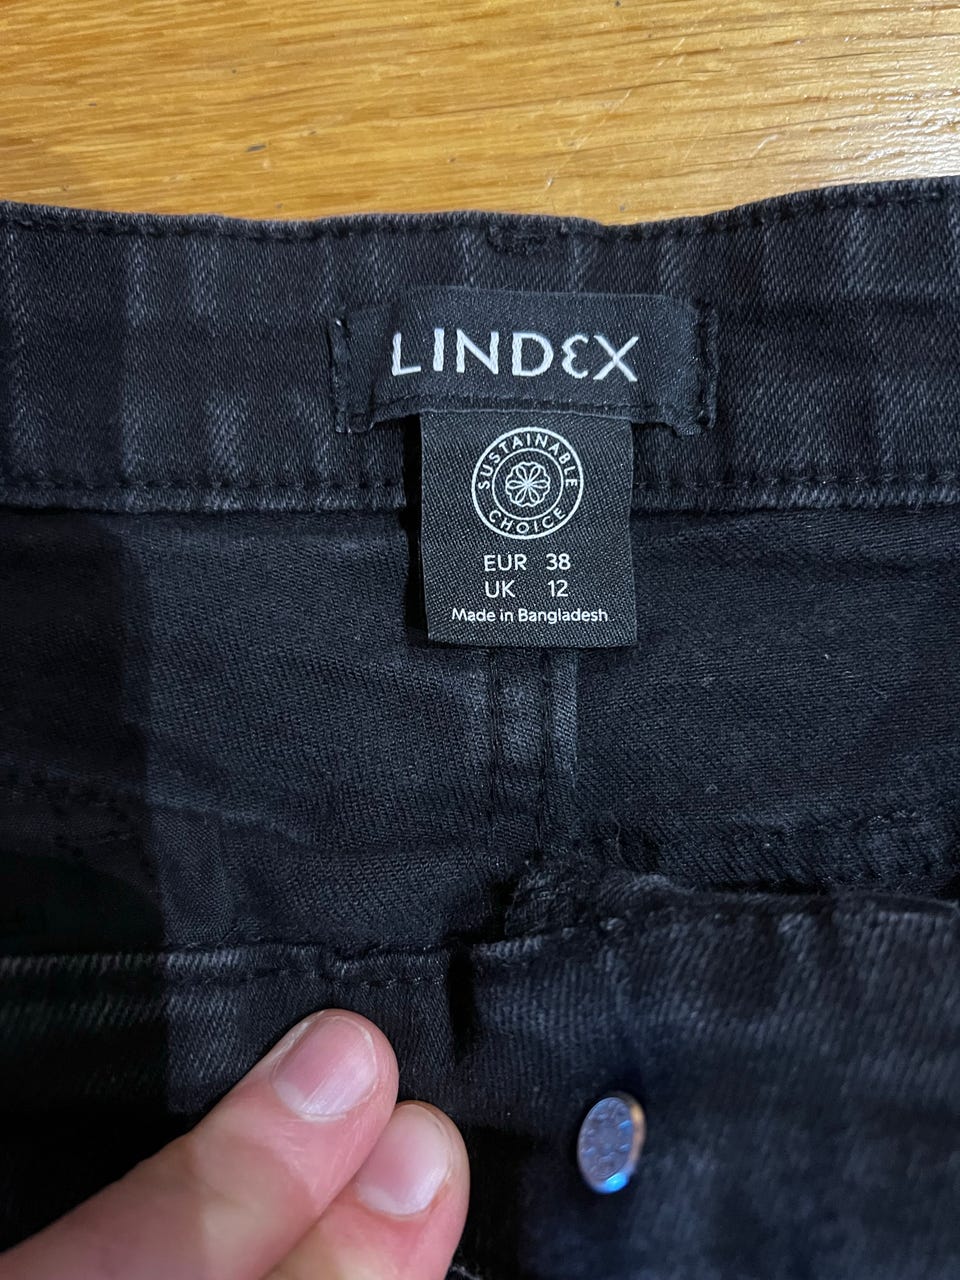 LINDEX
SUSTAINABLE
CHOICE
EUR 38
UK 12
Made in Bangladesh